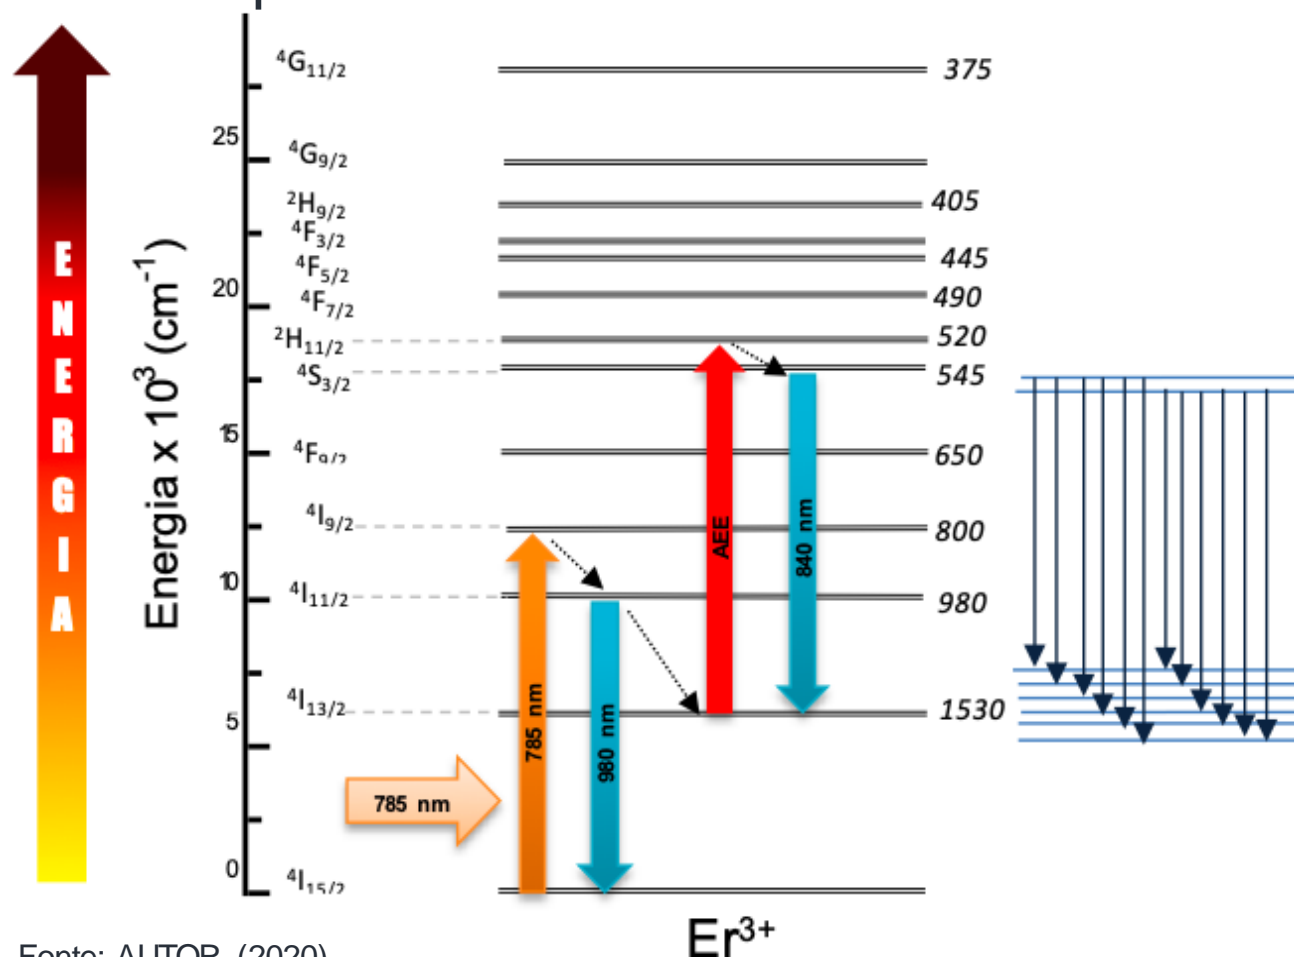 ENERGIA
Energia x 10³ (cm⁻¹)
25
20
15
10
5
0
⁴G₁₁/₂
⁴G₉/₂
²H₉/₂
⁴F₃/₂
⁴F₅/₂
⁴F₇/₂
²H₁₁/₂
⁴S₃/₂
⁴F₉/₂
⁴I₉/₂
⁴I₁₁/₂
⁴I₁₃/₂
⁴I₁₅/₂
375
405
445
490
520
545
650
800
980
1530
785 nm
785 nm
980 nm
AEE
840 nm
Er³⁺
Fonte: AUTOR (2020)